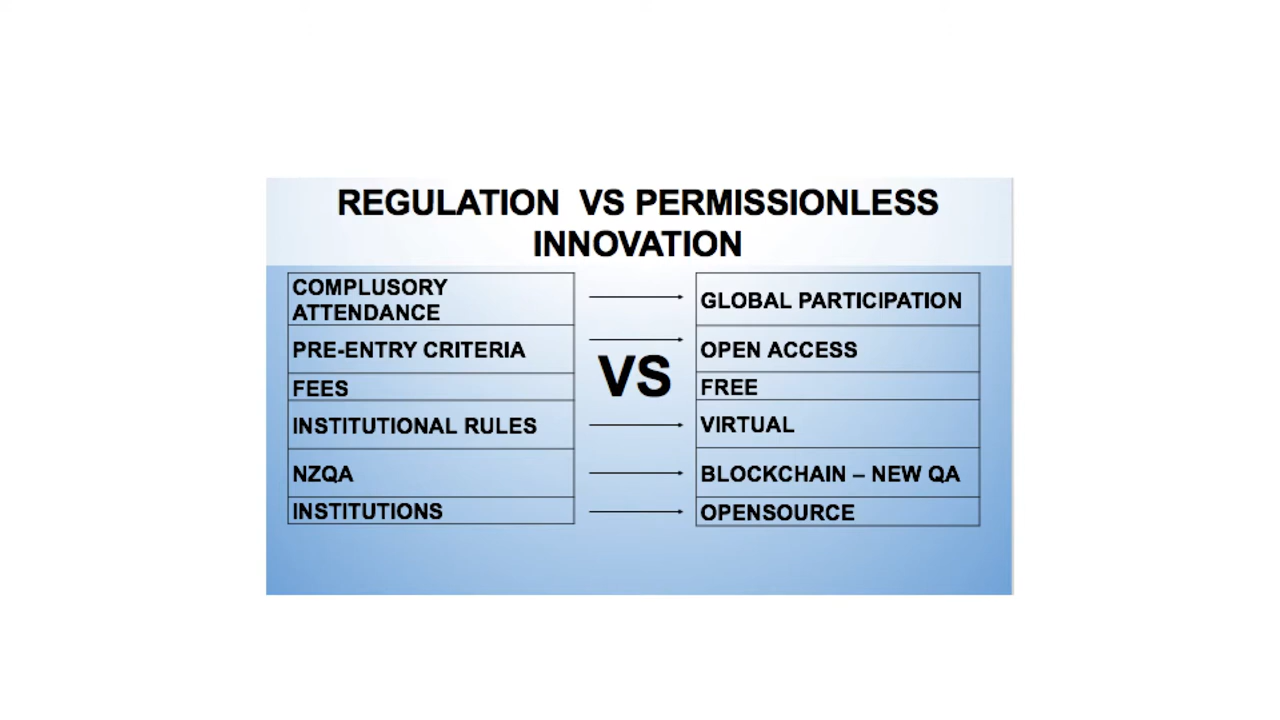 REGULATION VS PERMISSIONLESS
INNOVATION
COMPLUSORY
ATTENDANCE
GLOBAL PARTICIPATION
PRE-ENTRY CRITERIA
OPEN ACCESS
VS
FEES
FREE
INSTITUTIONAL RULES
VIRTUAL
NZQA
BLOCKCHAIN – NEW QA
INSTITUTIONS
OPENSOURCE